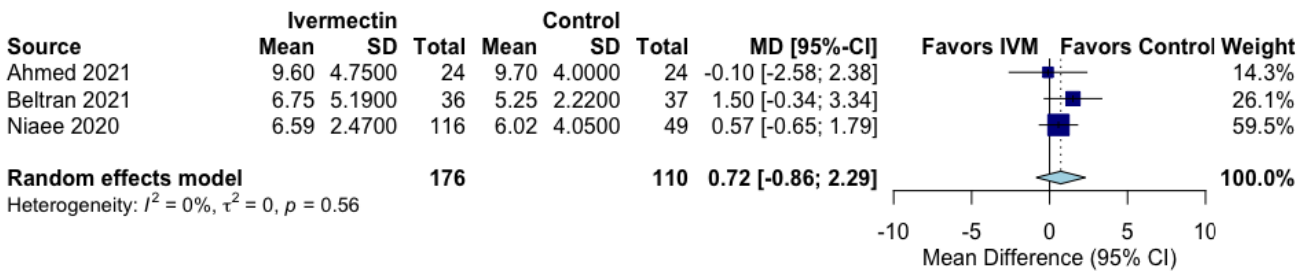 Ivermectin Control
Source Mean SD Total Mean SD Total MD [95%-CI] Favors IVM Favors Control Weight
Ahmed 2021 9.60 4.7500 24 9.70 4.0000 24 -0.10 [-2.58; 2.38] 14.3%
Beltran 2021 6.75 5.1900 36 5.25 2.2200 37 1.50 [-0.34; 3.34] 26.1%
Niaee 2020 6.59 2.4700 116 6.02 4.0500 49 0.57 [-0.65; 1.79] 59.5%
Random effects model 176 110 0.72 [-0.86; 2.29] 100.0%
Heterogeneity: I² = 0%, τ² = 0, p = 0.56
-10 -5 0 5 10
Mean Difference (95% CI)